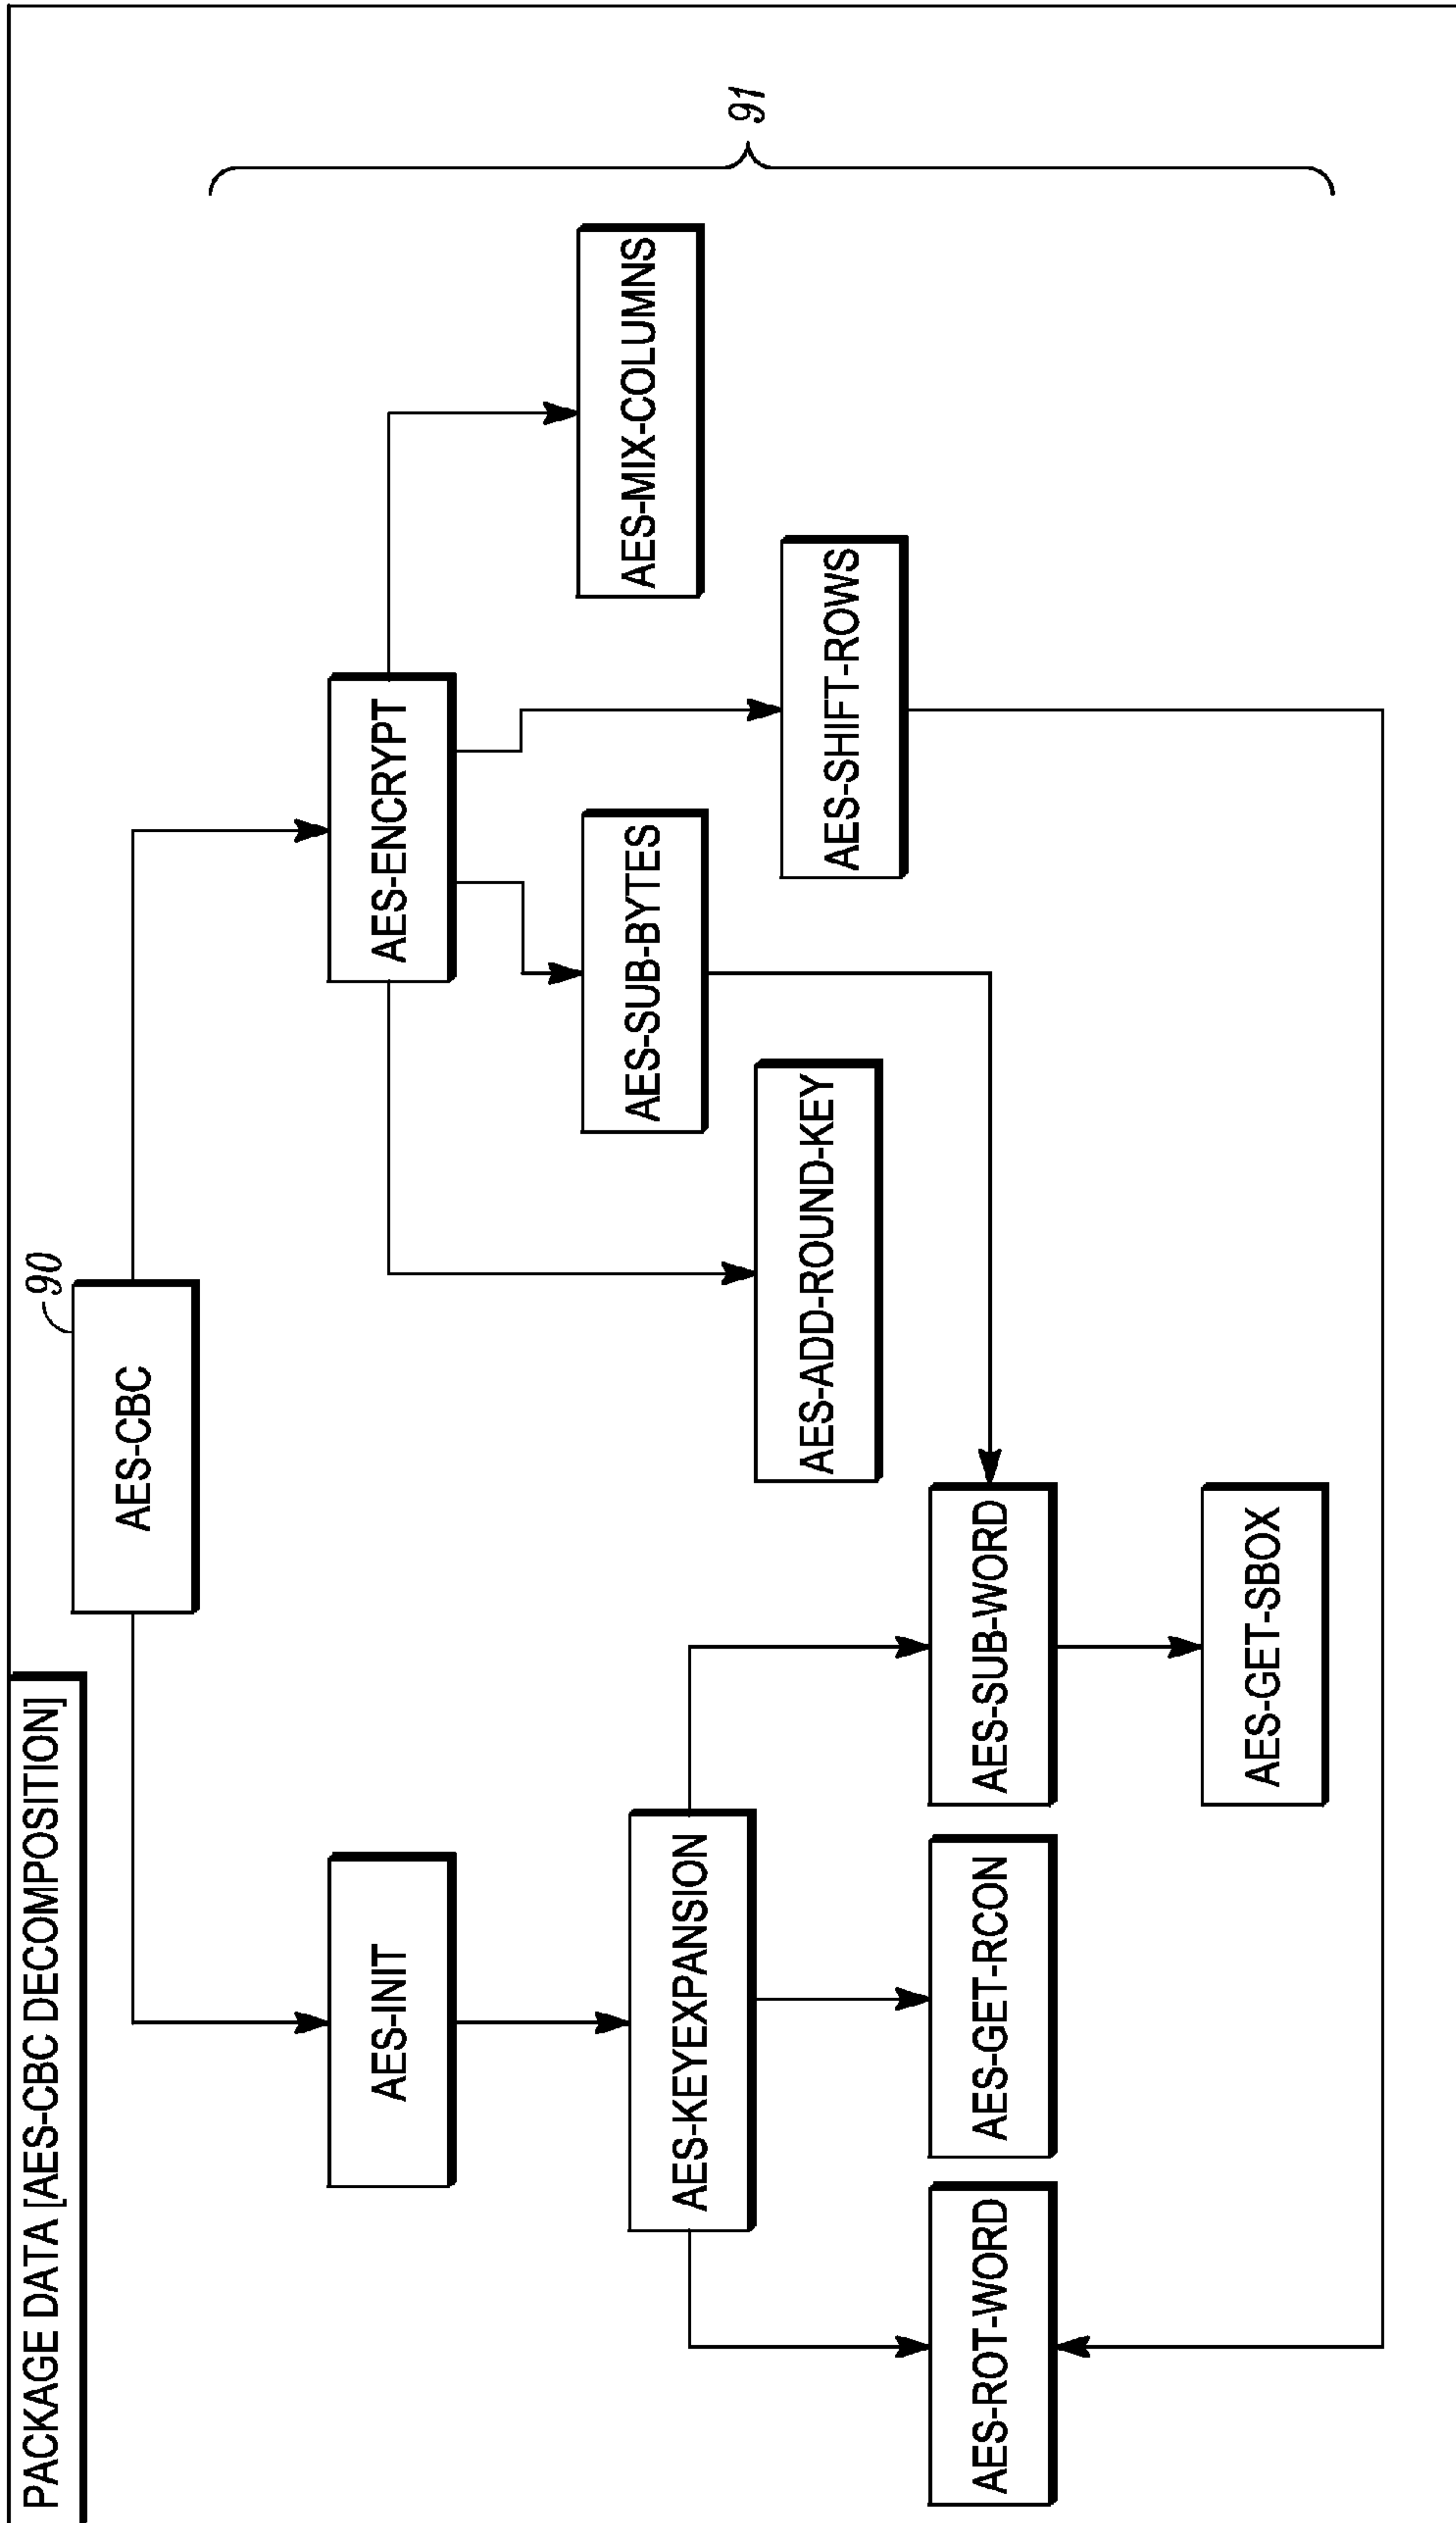 PACKAGE DATA [AES-CBC DECOMPOSITION]
90
AES-CBC
AES-INIT
AES-ENCRYPT
91
AES-KEYEXPANSION
AES-SUB-BYTES
AES-MIX-COLUMNS
AES-ADD-ROUND-KEY
AES-SHIFT-ROWS
AES-ROT-WORD
AES-GET-RCON
AES-SUB-WORD
AES-GET-SBOX